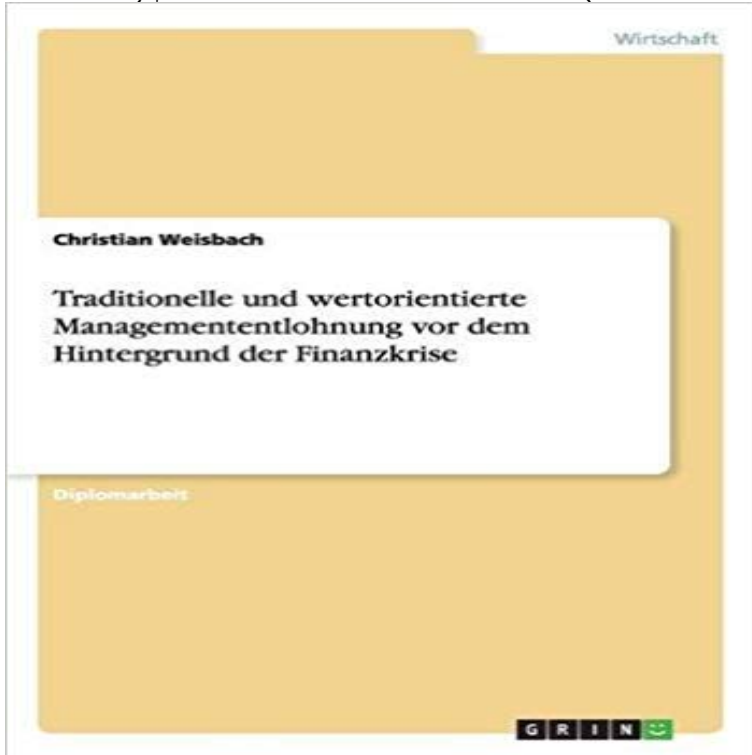 Wirtschaft
Christian Weisbach
Traditionelle und wertorientierte
Managemententlohnung vor dem
Hintergrund der Finanzkrise
Diplomarbeit
GRIN